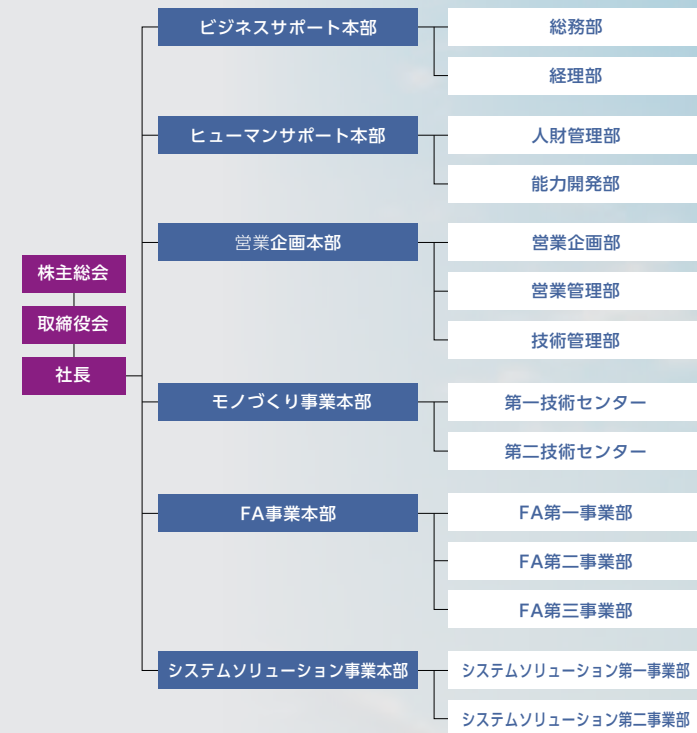 株主総会
取締役会
社長
ビジネスサポート本部
総務部
経理部
ヒューマンサポート本部
人財管理部
能力開発部
営業企画本部
営業企画部
営業管理部
技術管理部
モノづくり事業本部
第一技術センター
第二技術センター
FA事業本部
FA第一事業部
FA第二事業部
FA第三事業部
システムソリューション事業本部
システムソリューション第一事業部
システムソリューション第二事業部